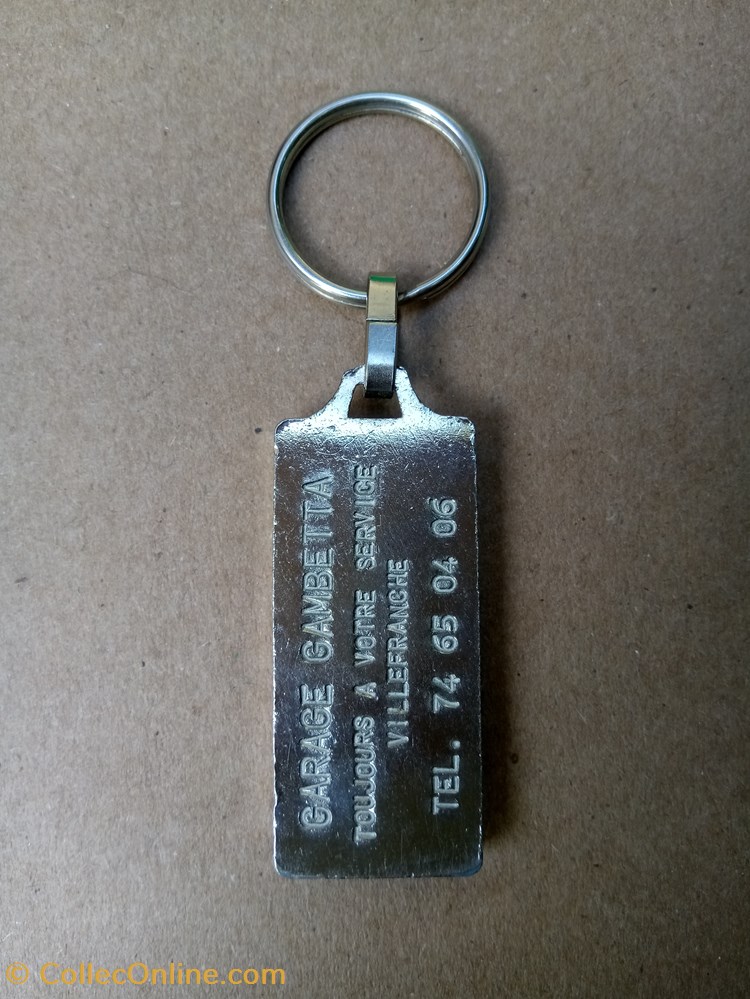 GARAGE GAMBETTA
TOUJOURS A VOTRE SERVICE
VILLEFRANCHE
TEL. 74 65 04 06
© CollecOnline.com